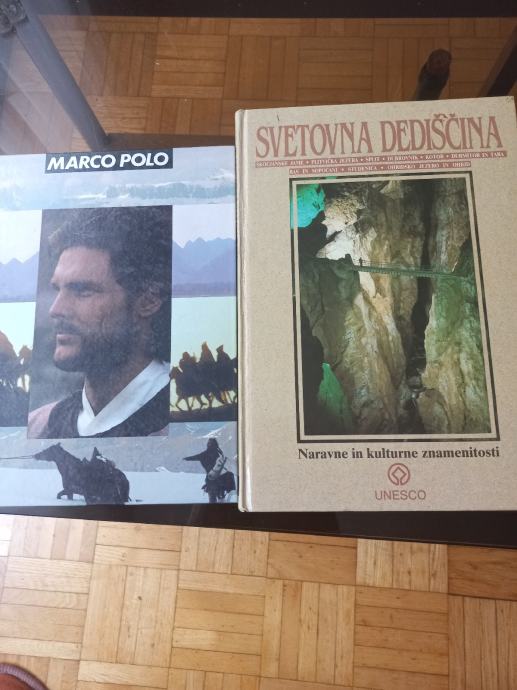 MARCO POLO
SVETOVNA DEDIŠČINA
ŠKOCJANSKE JAME • PLITVIČKA JEZERA • SPLIT • DUBROVNIK • KOTOR • DURMITOR IN TARA
RAS IN SOPOĆANI • STUDENICA • OHRIDSKO JEZERO IN OHRID
Naravne in kulturne znamenitosti
UNESCO